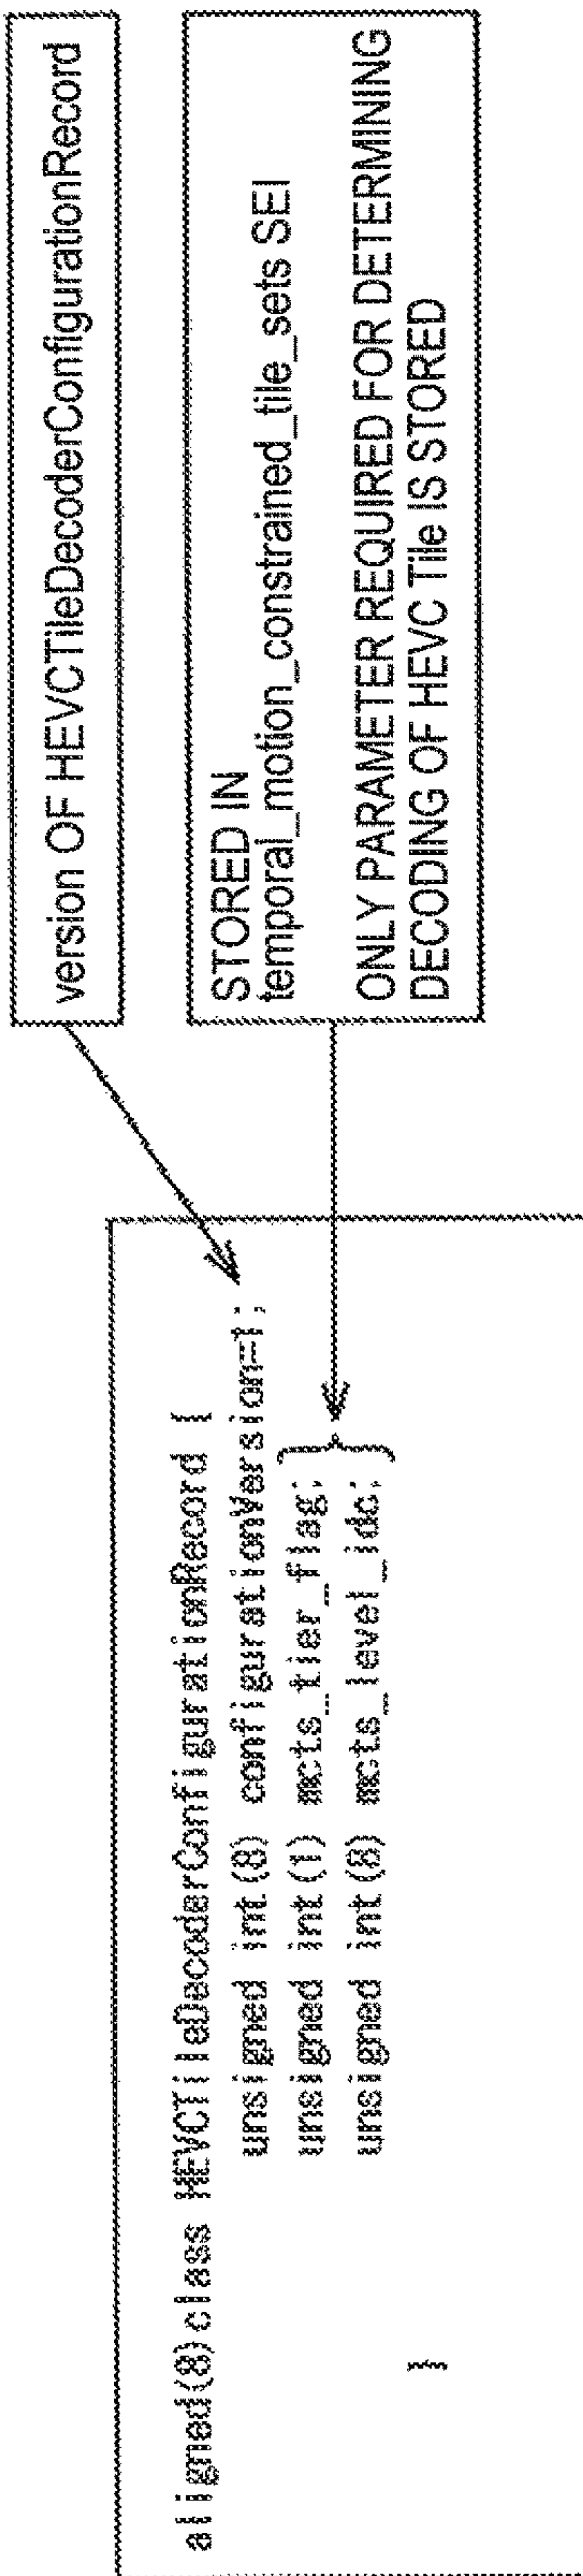 aligned(8)class HEVCTileDecoderConfigurationRecord {
unsigned int(8) configurationVersion=1;
unsigned int(1) mcts_tier_flag;
unsigned int(8) mcts_level_idc;
}
version OF HEVCTileDecoderConfigurationRecord
STORED IN
temporal_motion_constrained_tile_sets SEI
ONLY PARAMETER REQUIRED FOR DETERMINING
DECODING OF HEVC Tile IS STORED